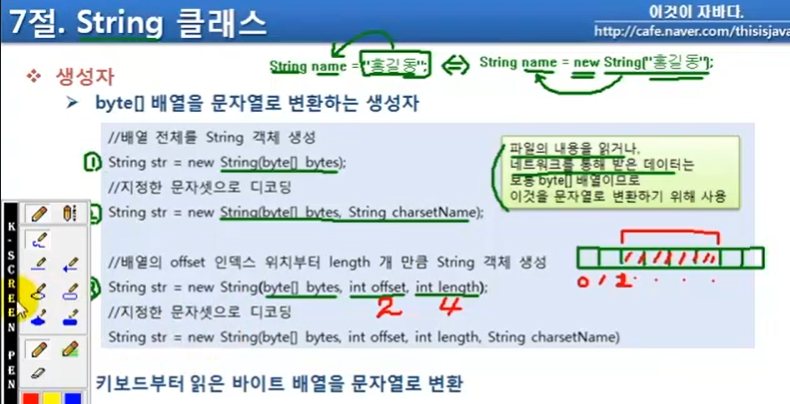 7절. String 클래스
이것이 자바다.
http://cafe.naver.com/thisisjava
String name = "홍길동"; ⇔ String name = new String("홍길동");
❖ 생성자
➤ byte[] 배열을 문자열로 변환하는 생성자
//배열 전체를 String 객체 생성
① String str = new String(byte[] bytes);
//지정한 문자셋으로 디코딩
② String str = new String(byte[] bytes, String charsetName);
파일의 내용을 읽거나,
네트워크를 통해 받은 데이터는
보통 byte[] 배열이므로
이것을 문자열로 변환하기 위해 사용
//배열의 offset 인덱스 위치부터 length 개 만큼 String 객체 생성
③ String str = new String(byte[] bytes, int offset, int length);
2 4
0 1 2 . . . .
//지정한 문자셋으로 디코딩
String str = new String(byte[] bytes, int offset, int length, String charsetName)
키보드부터 읽은 바이트 배열을 문자열로 변환
K-SCREEN PEN